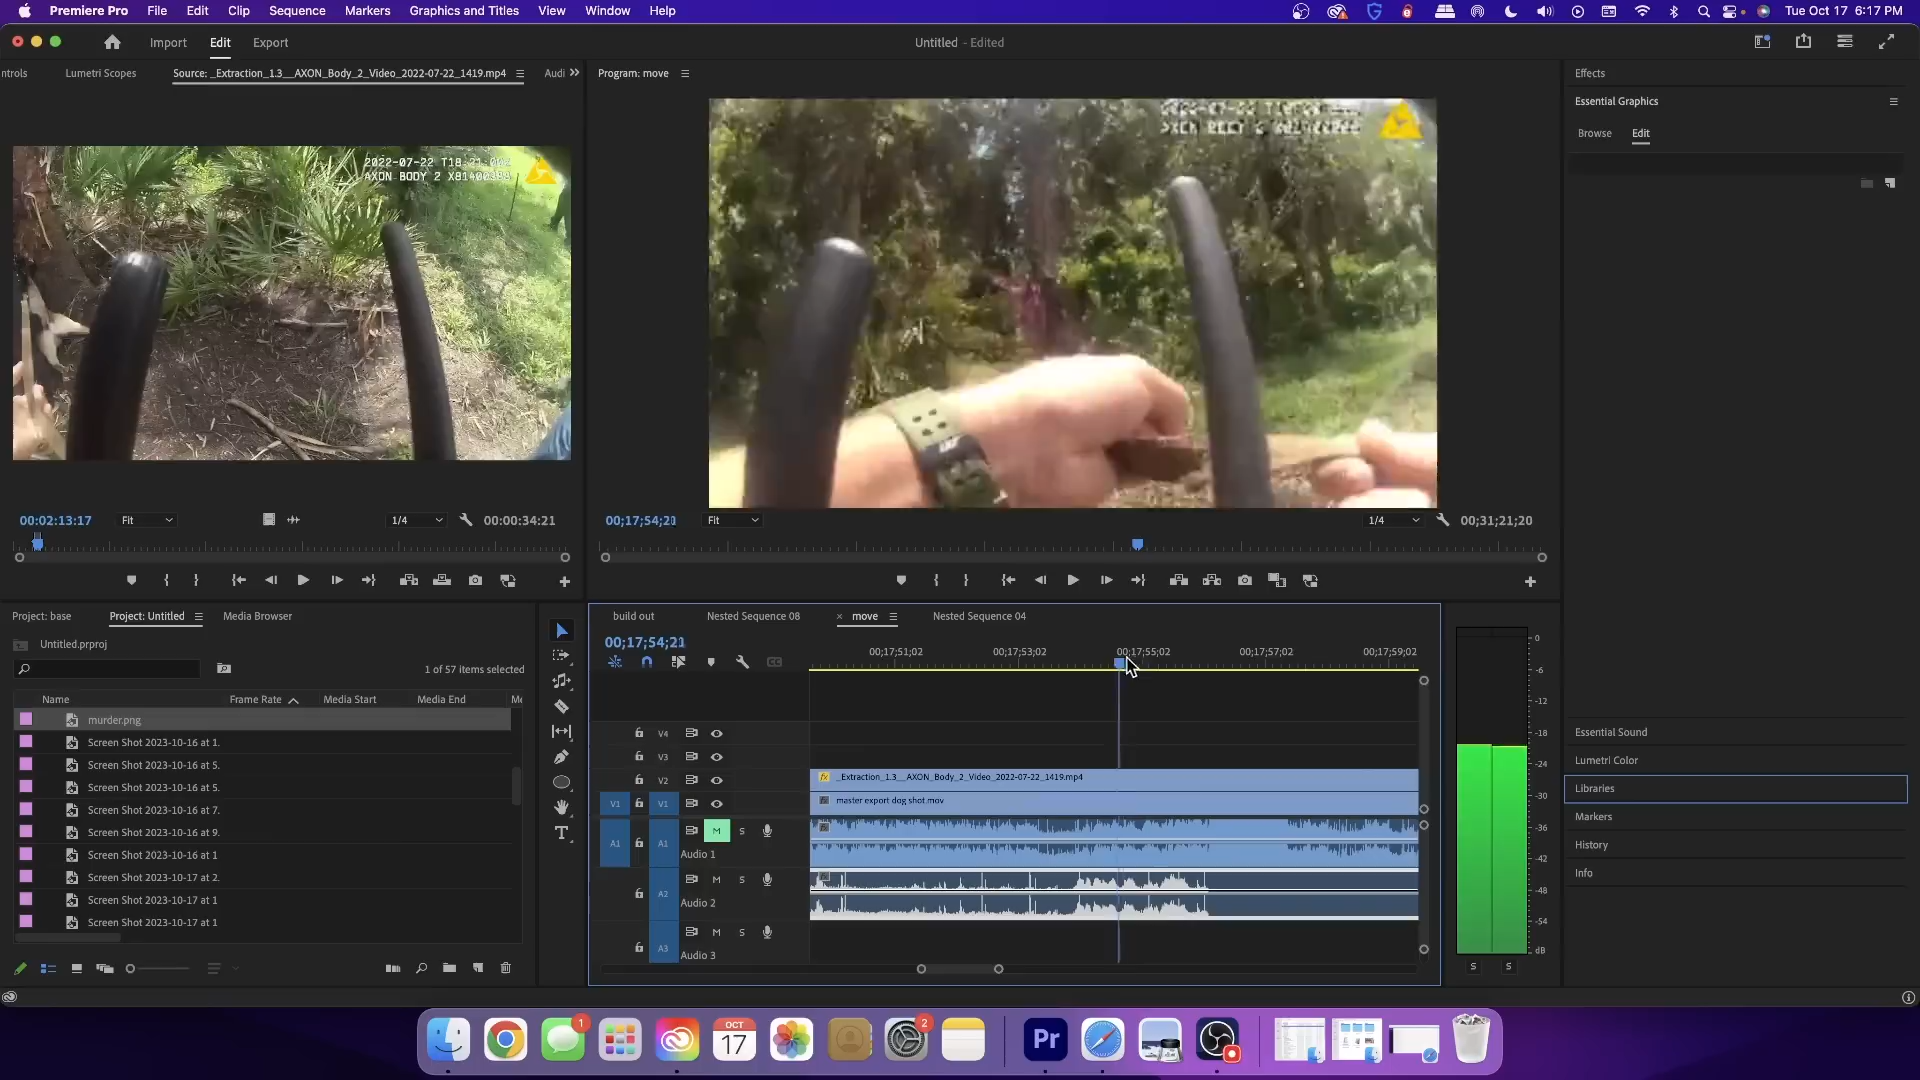 Premiere Pro File Edit Clip Sequence Markers Graphics and Titles View Window Help Tue Oct 17 6:17 PM
Import Edit Export Untitled - Edited
ntrols Lumetri Scopes Source: _Extraction_1.3__AXON_Body_2_Video_2022-07-22_1419.mp4 Audi Program: move Effects
Essential Graphics
Browse Edit
2022-07-22
AXON BODY 2
00:02:13:17 Fit 1/4 00:00:34:21 00;17;54;21 Fit 1/4 00;31;21;20
Project: base Project: Untitled Media Browser build out Nested Sequence 08 × move Nested Sequence 04
Untitled.prproj 00;17;54;21
1 of 57 items selected 00;17;51;02 00;17;53;02 00;17;55;02 00;17;57;02 00;17;59;02
Name Frame Rate Media Start Media End
murder.png
Screen Shot 2023-10-16 at 1.
Screen Shot 2023-10-16 at 5.
Screen Shot 2023-10-16 at 5.
Screen Shot 2023-10-16 at 7.
Screen Shot 2023-10-16 at 9.
Screen Shot 2023-10-16 at 1
Screen Shot 2023-10-17 at 2.
Screen Shot 2023-10-17 at 1
Screen Shot 2023-10-17 at 1
V4
V3
V2 _Extraction_1.3__AXON_Body_2_Video_2022-07-22_1419.mp4
V1 V1 master export dog shot.mov
A1 A1 M S
Audio 1
A2 M S
Audio 2
A3 M S
Audio 3
0
-6
-12
-18
-24
-30
-36
-42
-48
-54
dB
S S
Essential Sound
Lumetri Color
Libraries
Markers
History
Info
1 OCT 17 2 Pr